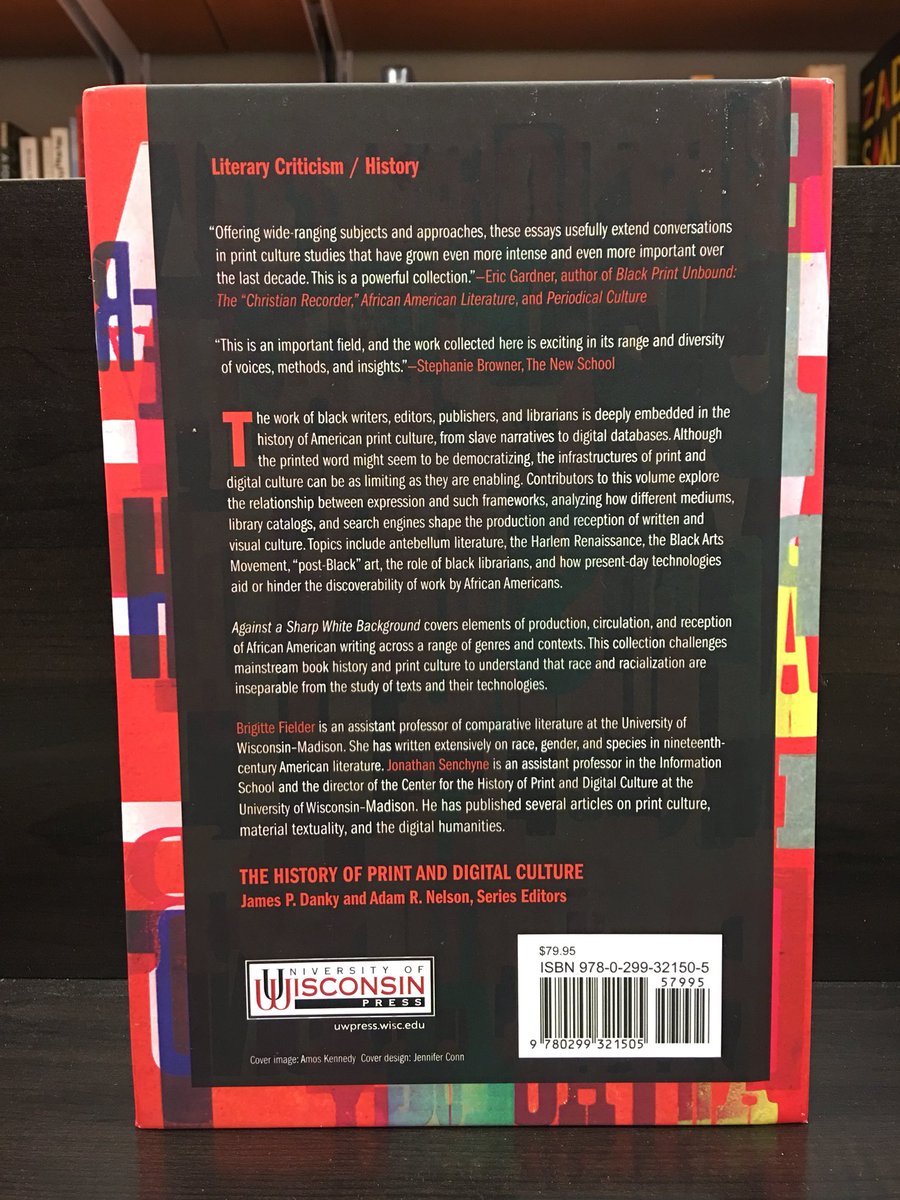 Literary Criticism / History
“Offering wide-ranging subjects and approaches, these essays usefully extend conversations
in print culture studies that have grown even more intense and even more important over
the last decade. This is a powerful collection.”—Eric Gardner, author of Black Print Unbound:
The “Christian Recorder,” African American Literature, and Periodical Culture
“This is an important field, and the work collected here is exciting in its range and diversity
of voices, methods, and insights.”—Stephanie Browner, The New School
The work of black writers, editors, publishers, and librarians is deeply embedded in the
history of American print culture, from slave narratives to digital databases. Although
the printed word might seem to be democratizing, the infrastructures of print and
digital culture can be as limiting as they are enabling. Contributors to this volume explore
the relationship between expression and such frameworks, analyzing how different mediums,
library catalogs, and search engines shape the production and reception of written and
visual culture. Topics include antebellum literature, the Harlem Renaissance, the Black Arts
Movement, “post-Black” art, the role of black librarians, and how present-day technologies
aid or hinder the discoverability of work by African Americans.
Against a Sharp White Background covers elements of production, circulation, and reception
of African American writing across a range of genres and contexts. This collection challenges
mainstream book history and print culture to understand that race and racialization are
inseparable from the study of texts and their technologies.
Brigitte Fielder is an assistant professor of comparative literature at the University of
Wisconsin–Madison. She has written extensively on race, gender, and species in nineteenth-
century American literature. Jonathan Senchyne is an assistant professor in the Information
School and the director of the Center for the History of Print and Digital Culture at the
University of Wisconsin–Madison. He has published several articles on print culture,
material textuality, and the digital humanities.
THE HISTORY OF PRINT AND DIGITAL CULTURE
James P. Danky and Adam R. Nelson, Series Editors
UNIVERSITY OF
WISCONSIN
PRESS
uwpress.wisc.edu
$79.95
ISBN 978-0-299-32150-5
57995
9 780299 321505
Cover image: Amos Kennedy Cover design: Jennifer Conn